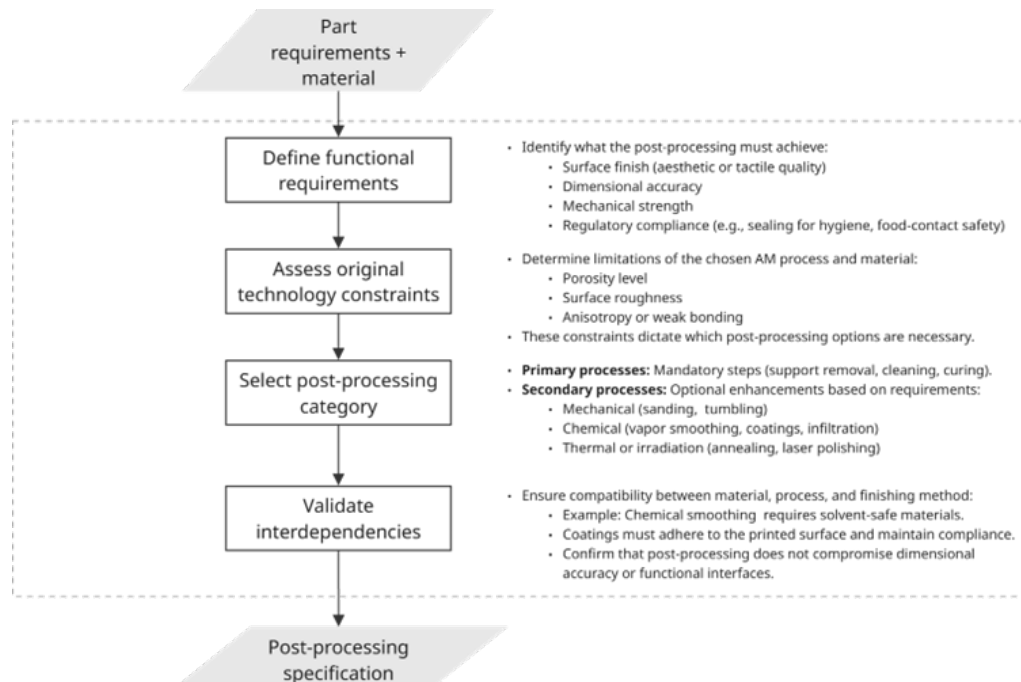 Part
requirements +
material
Define functional
requirements
• Identify what the post-processing must achieve:
• Surface finish (aesthetic or tactile quality)
• Dimensional accuracy
• Mechanical strength
• Regulatory compliance (e.g., sealing for hygiene, food-contact safety)
Assess original
technology constraints
• Determine limitations of the chosen AM process and material:
• Porosity level
• Surface roughness
• Anisotropy or weak bonding
• These constraints dictate which post-processing options are necessary.
Select post-processing
category
• Primary processes: Mandatory steps (support removal, cleaning, curing).
• Secondary processes: Optional enhancements based on requirements:
• Mechanical (sanding, tumbling)
• Chemical (vapor smoothing, coatings, infiltration)
• Thermal or irradiation (annealing, laser polishing)
Validate
interdependencies
• Ensure compatibility between material, process, and finishing method:
• Example: Chemical smoothing requires solvent-safe materials.
• Coatings must adhere to the printed surface and maintain compliance.
• Confirm that post-processing does not compromise dimensional
accuracy or functional interfaces.
Post-processing
specification